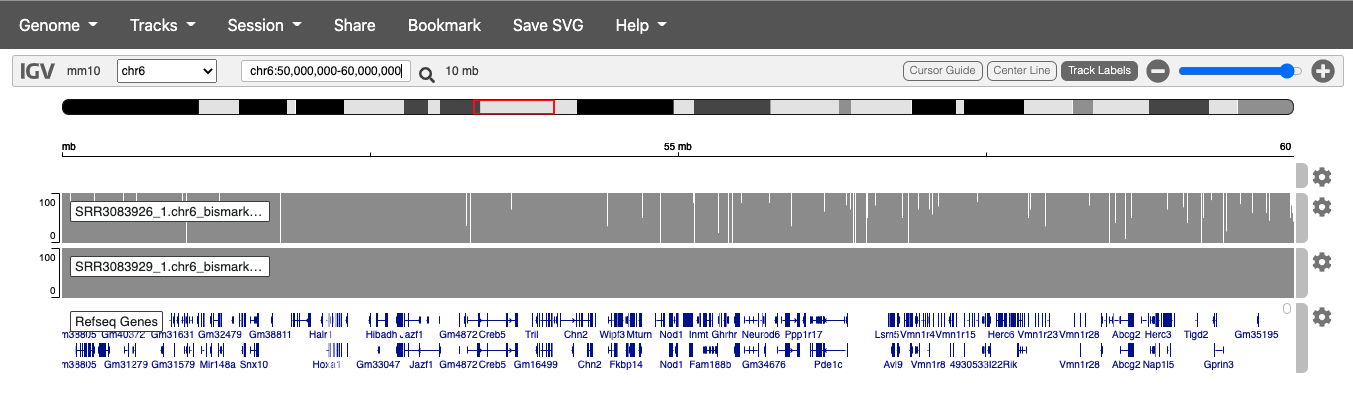 Genome Tracks Session Share Bookmark Save SVG Help
IGV mm10 chr6 chr6:50,000,000-60,000,000 10 mb Cursor Guide Center Line Track Labels
mb 55 mb 60
100 SRR3083926_1.chr6_bismark...
0
100 SRR3083929_1.chr6_bismark...
0
Refseq Genes
m38805 Gm40372 Gm31631 Gm32479 Gm38811 Halr1 Hibadh Jazf1 Gm4872 Creb5 Tril Chn2 Wipf3 Mturn Nod1 Inmt Ghrhr Neurod6 Ppp1r17 Lsm5 Vmn1r4 Vmn1r15 Herc6 Vmn1r23 Vmn1r28 Abcg2 Herc3 Tigd2 Gm35195
m38805 Gm31279 Gm31579 Mir148a Snx10 Hoxa1 Gm33047 Jazf1 Gm4872 Creb5 Gm16499 Chn2 Fkbp14 Nod1 Fam188b Gm34676 Pde1c Avl9 Vmn1r8 4930533I22Rik Vmn1r28 Abcg2 Nap1l5 Gprin3